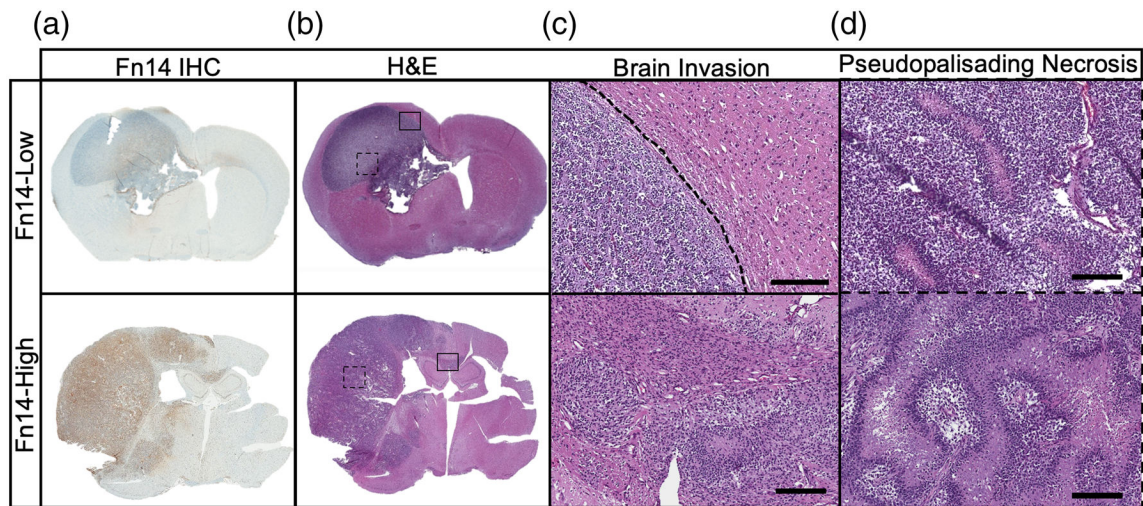 (a) (b) (c) (d)
Fn14 IHC H&E Brain Invasion Pseudopalisading Necrosis
Fn14-Low
Fn14-High